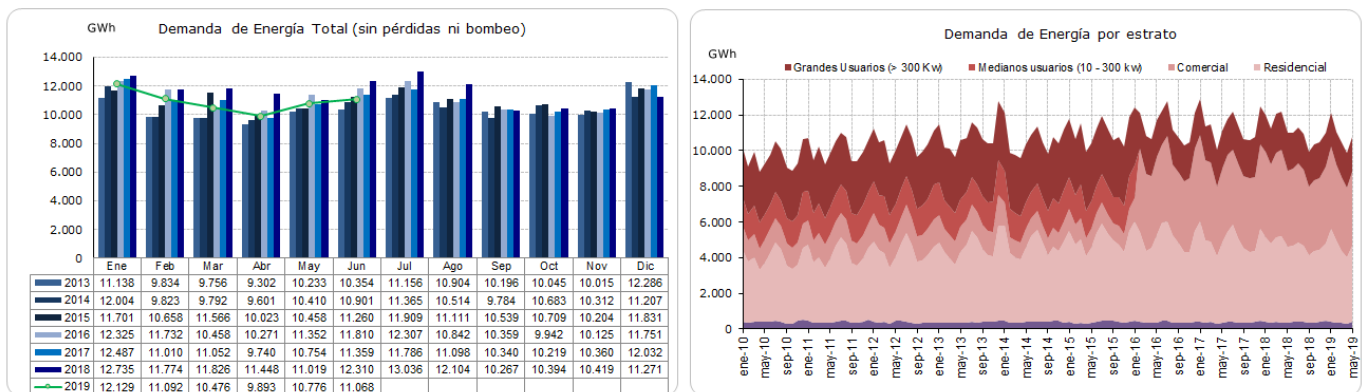 GWh Demanda de Energía Total (sin pérdidas ni bombeo)
14.000
12.000
10.000
8.000
6.000
4.000
2.000
0
Ene Feb Mar Abr May Jun Jul Ago Sep Oct Nov Dic
2013 11.138 9.834 9.756 9.302 10.233 10.354 11.156 10.904 10.196 10.045 10.015 12.286
2014 12.004 9.823 9.792 9.601 10.410 10.901 11.365 10.514 9.784 10.683 10.312 11.207
2015 11.701 10.658 11.566 10.023 10.458 11.260 11.909 11.111 10.539 10.709 10.204 11.831
2016 12.325 11.732 10.458 10.271 11.352 11.810 12.307 10.842 10.359 9.942 10.125 11.751
2017 12.487 11.010 11.052 9.740 10.754 11.359 11.786 11.098 10.340 10.219 10.360 12.032
2018 12.735 11.774 11.826 11.448 11.019 12.310 13.036 12.104 10.267 10.394 10.419 11.271
2019 12.129 11.092 10.476 9.893 10.776 11.068
Demanda de Energía por estrato
GWh
Grandes Usuarios (> 300 Kw) Medianos usuarios (10 - 300 kw) Comercial Residencial
14.000
12.000
10.000
8.000
6.000
4.000
2.000
0
ene-10 may-10 sep-10 ene-11 may-11 sep-11 ene-12 may-12 sep-12 ene-13 may-13 sep-13 ene-14 may-14 sep-14 ene-15 may-15 sep-15 ene-16 may-16 sep-16 ene-17 may-17 sep-17 ene-18 may-18 sep-18 ene-19 may-19